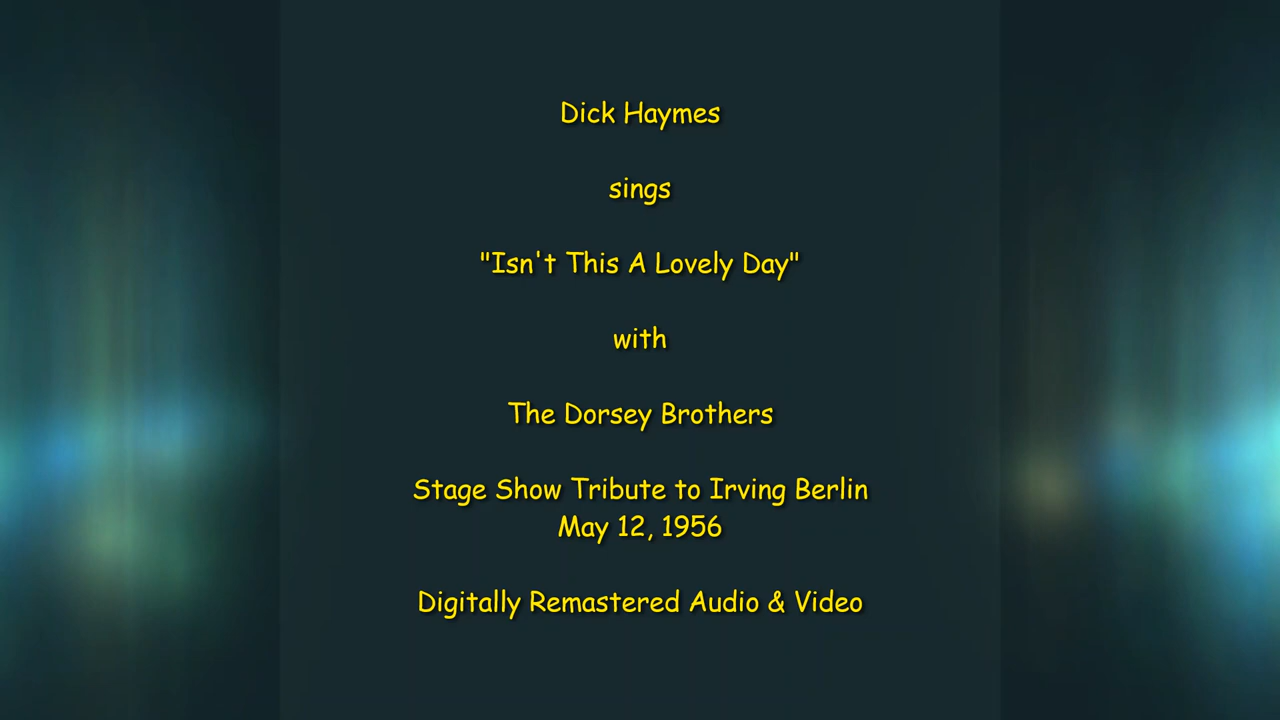 Dick Haymes
sings
"Isn't This A Lovely Day"
with
The Dorsey Brothers
Stage Show Tribute to Irving Berlin
May 12, 1956
Digitally Remastered Audio & Video